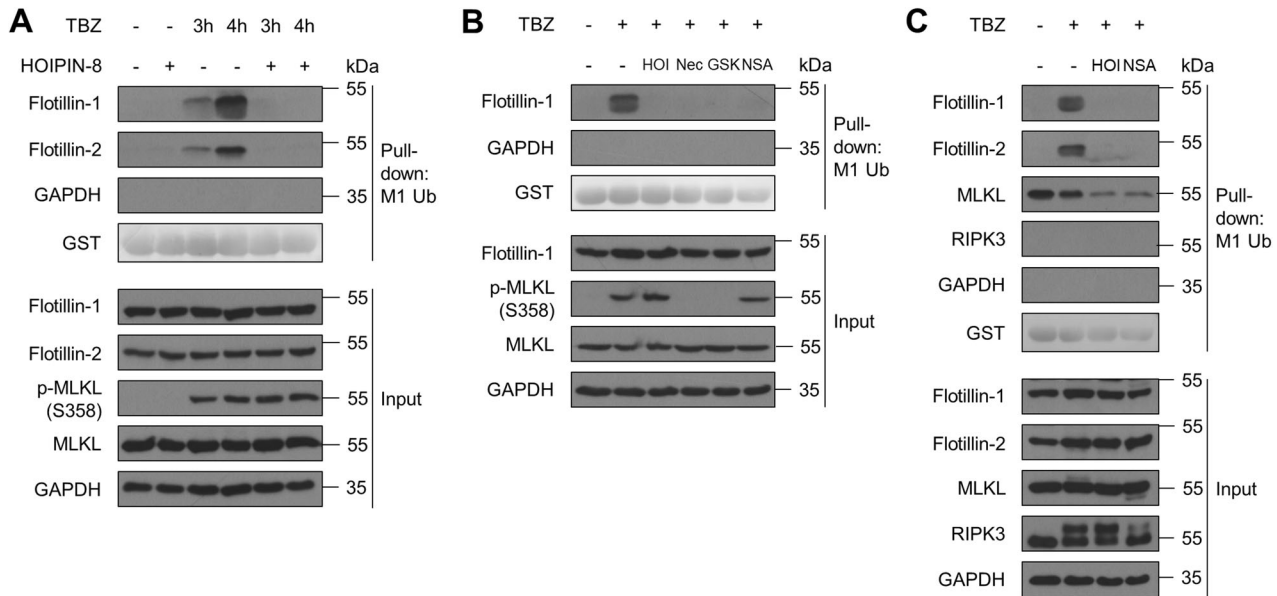 A
TBZ - - 3h 4h 3h 4h
HOIPIN-8 - + - - + + kDa
Flotillin-1 55
Flotillin-2 55
GAPDH 35
GST
Pull-
down:
M1 Ub
Flotillin-1 55
Flotillin-2 55
p-MLKL
(S358) 55
MLKL 55
GAPDH 35
Input
B
TBZ - + + + + +
- - HOI Nec GSK NSA kDa
Flotillin-1 55
GAPDH 35
GST
Pull-
down:
M1 Ub
Flotillin-1 55
p-MLKL
(S358) 55
MLKL 55
GAPDH 35
Input
C
TBZ - + + +
- - HOI NSA kDa
Flotillin-1 55
Flotillin-2 55
MLKL 55
RIPK3 55
GAPDH 35
GST
Pull-
down:
M1 Ub
Flotillin-1 55
Flotillin-2 55
MLKL 55
RIPK3 55
GAPDH 35
Input